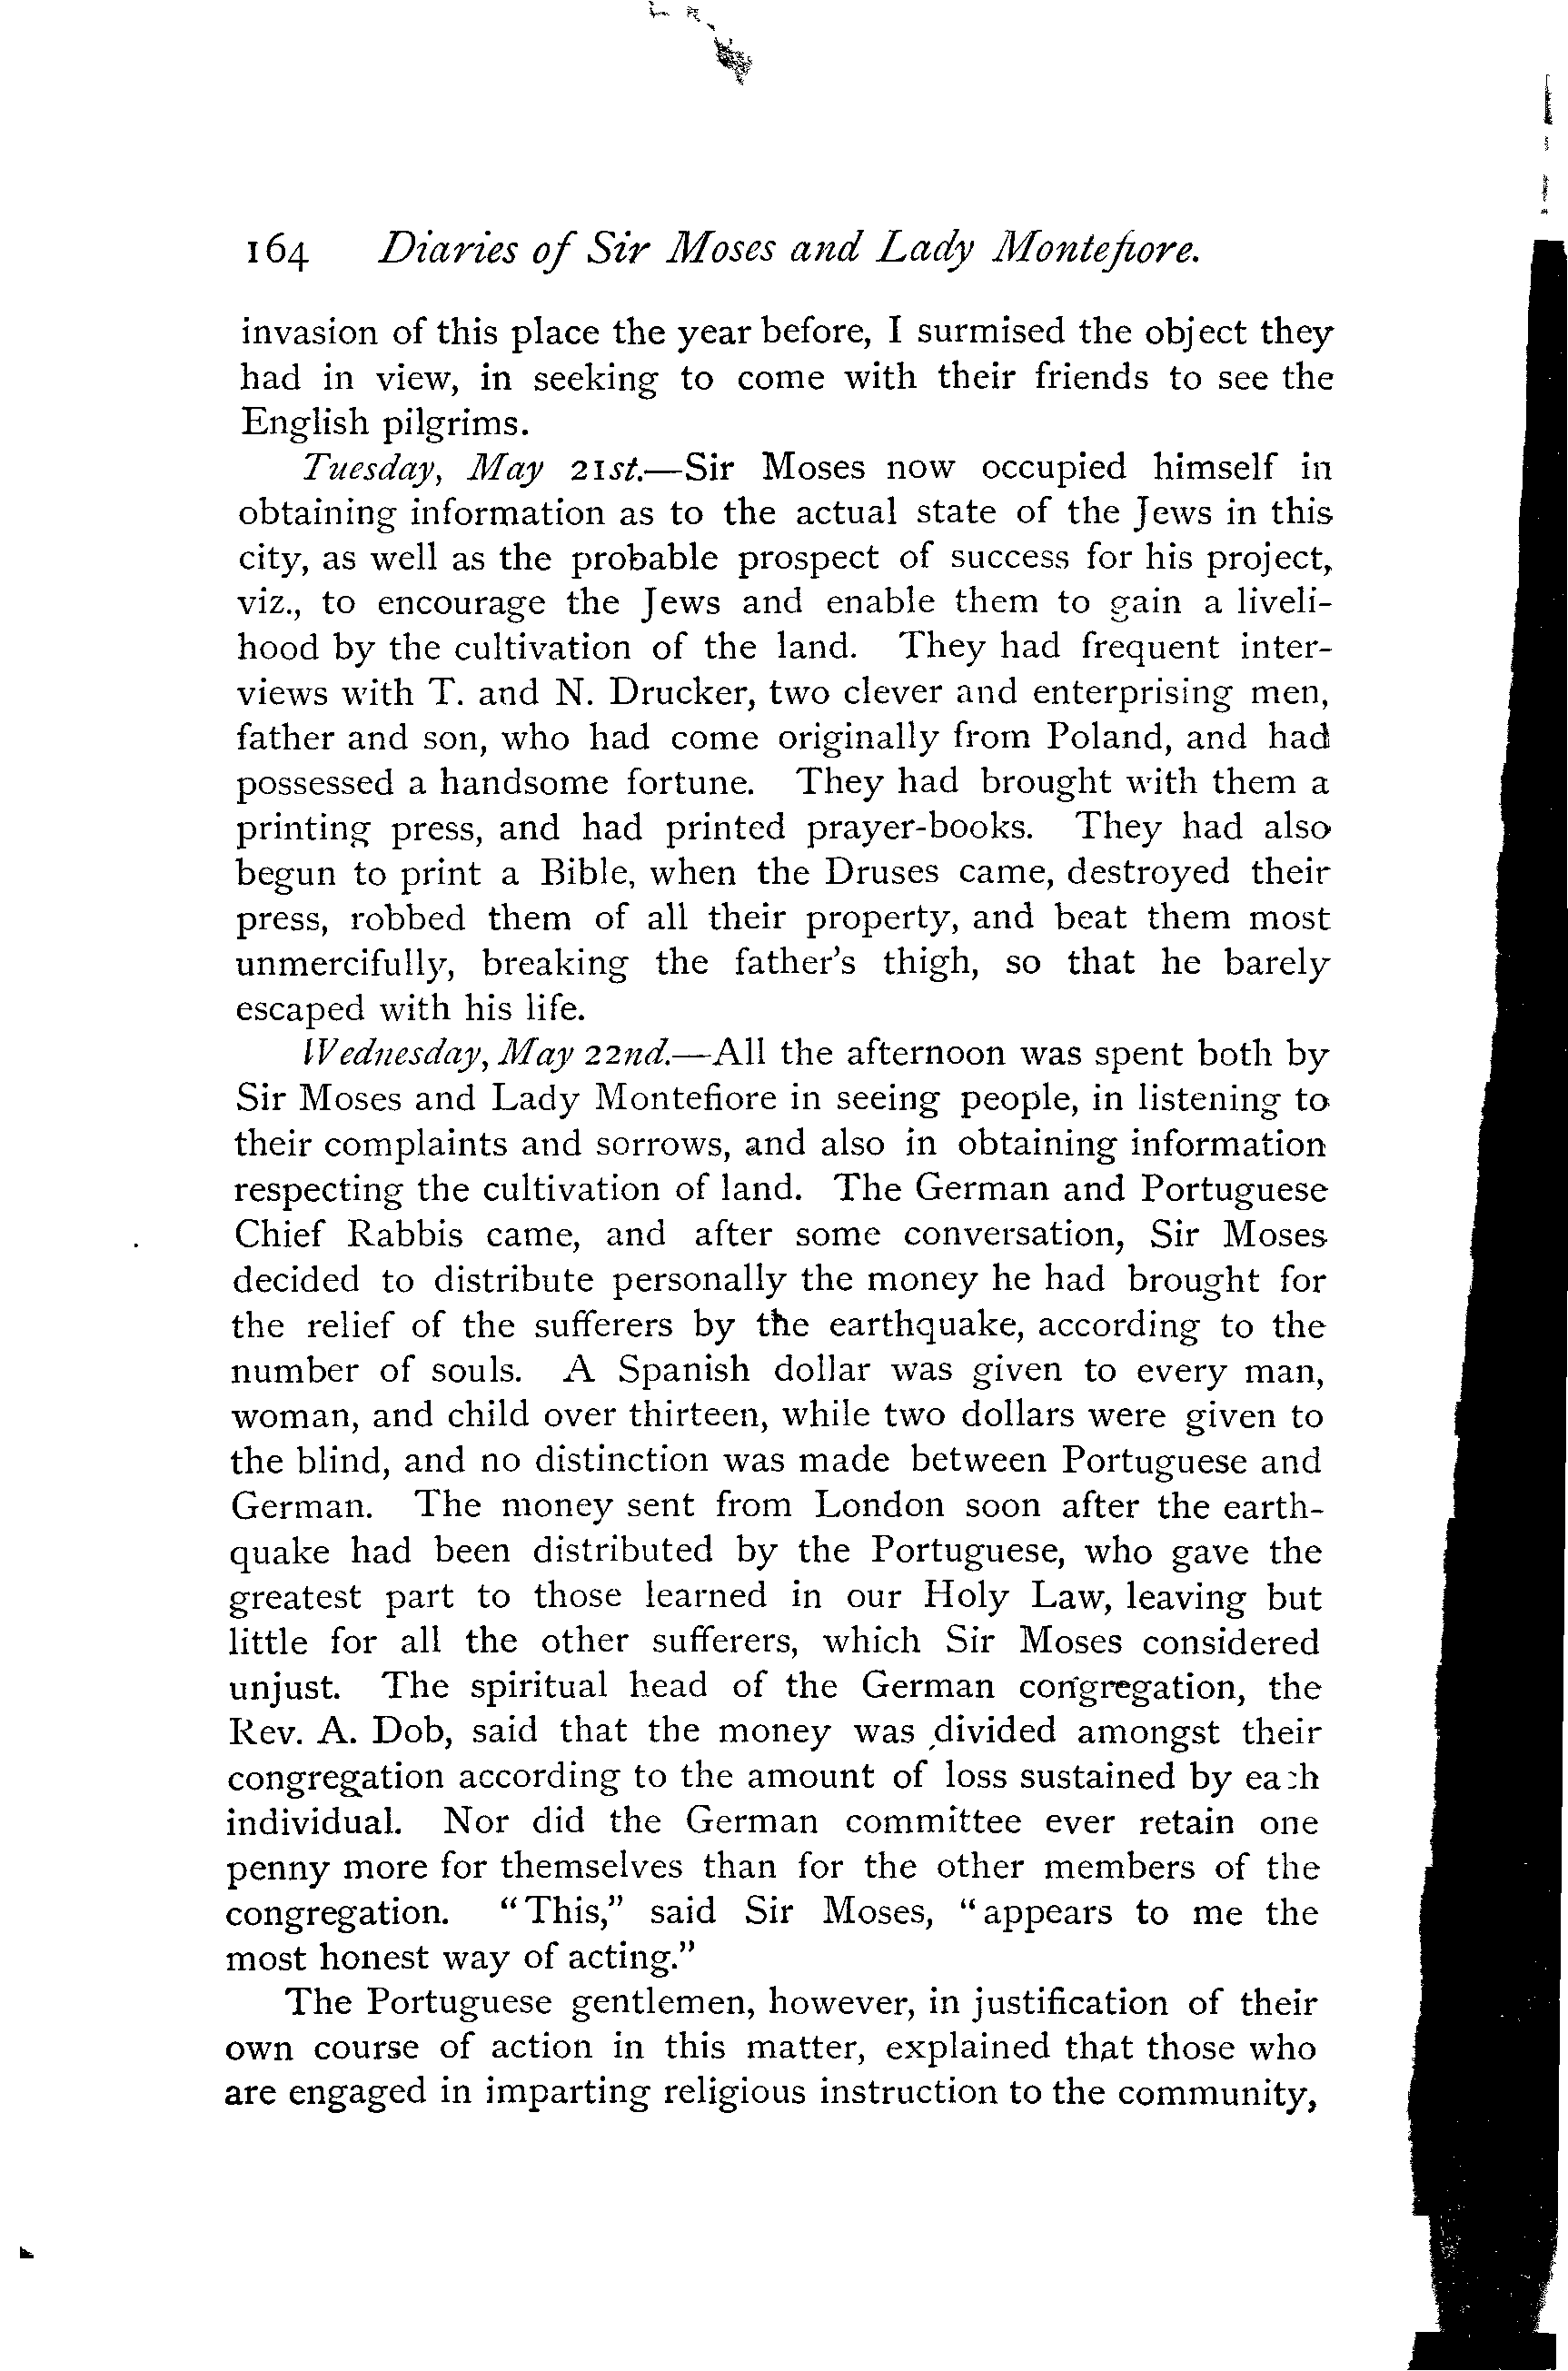 164 Diaries of Sir Moses and Lady Montefiore.
invasion of this place the year before, I surmised the object they
had in view, in seeking to come with their friends to see the
English pilgrims.
Tuesday, May 21st.—Sir Moses now occupied himself in
obtaining information as to the actual state of the Jews in this
city, as well as the probable prospect of success for his project,
viz., to encourage the Jews and enable them to gain a liveli-
hood by the cultivation of the land. They had frequent inter-
views with T. and N. Drucker, two clever and enterprising men,
father and son, who had come originally from Poland, and had
possessed a handsome fortune. They had brought with them a
printing press, and had printed prayer-books. They had also
begun to print a Bible, when the Druses came, destroyed their
press, robbed them of all their property, and beat them most
unmercifully, breaking the father's thigh, so that he barely
escaped with his life.
Wednesday, May 22nd.—All the afternoon was spent both by
Sir Moses and Lady Montefiore in seeing people, in listening to
their complaints and sorrows, and also in obtaining information
respecting the cultivation of land. The German and Portuguese
Chief Rabbis came, and after some conversation, Sir Moses
decided to distribute personally the money he had brought for
the relief of the sufferers by the earthquake, according to the
number of souls. A Spanish dollar was given to every man,
woman, and child over thirteen, while two dollars were given to
the blind, and no distinction was made between Portuguese and
German. The money sent from London soon after the earth-
quake had been distributed by the Portuguese, who gave the
greatest part to those learned in our Holy Law, leaving but
little for all the other sufferers, which Sir Moses considered
unjust. The spiritual head of the German congregation, the
Rev. A. Dob, said that the money was divided amongst their
congregation according to the amount of loss sustained by each
individual. Nor did the German committee ever retain one
penny more for themselves than for the other members of the
congregation. "This," said Sir Moses, "appears to me the
most honest way of acting."
The Portuguese gentlemen, however, in justification of their
own course of action in this matter, explained that those who
are engaged in imparting religious instruction to the community,